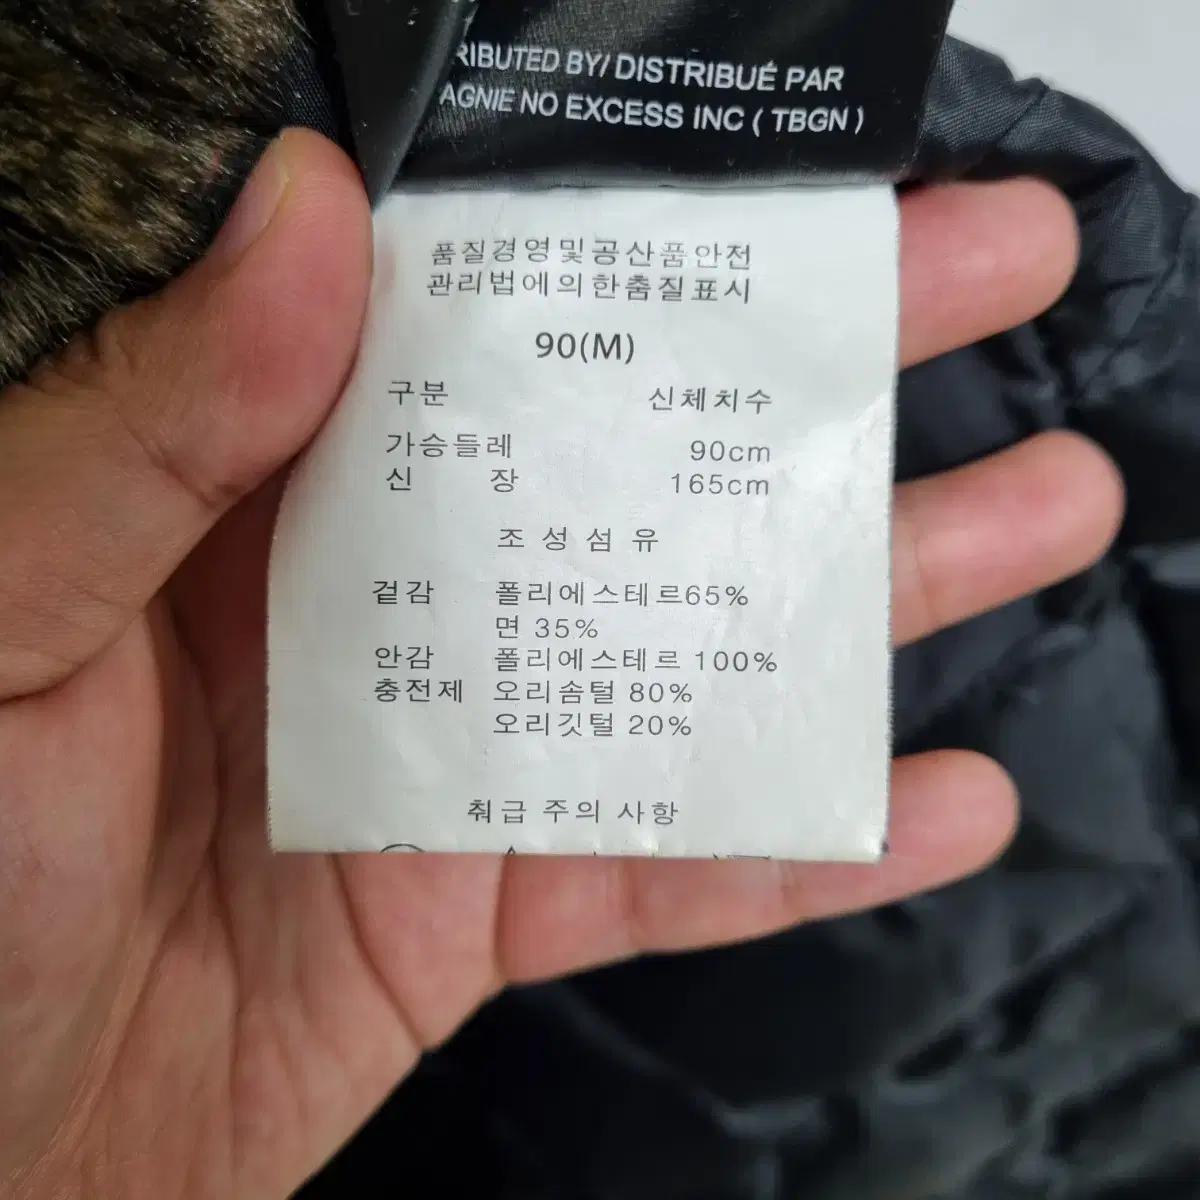 RIBUTED BY/ DISTRIBUÉ PAR
AGNIE NO EXCESS INC ( TBGN )
품질경영및공산품안전
관리법에의한춤질표시
90(M)
구분 신체치수
가승들레 90cm
신 장 165cm
조 성 섬 유
겉감 폴리에스테르65%
면 35%
안감 폴리에스테르 100%
충전제 오리솜털 80%
오리깃털 20%
취급 주의 사항